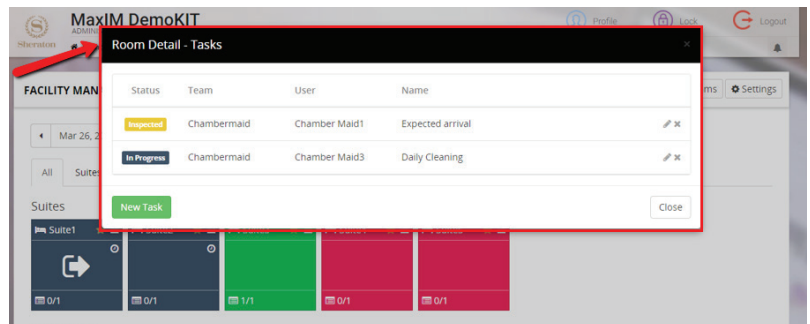 MaxIM DemoKIT
ADMINI
Sheraton
Profile
Lock
Logout
Room Detail - Tasks ×
FACILITY MAN
ms Settings
Status Team User Name
Inspected Chambermaid Chamber Maid1 Expected arrival
In Progress Chambermaid Chamber Maid3 Daily Cleaning
Mar 26, 2
All Suites
New Task Close
Suites
Suite1
0/1 0/1 1/1 0/1 0/1